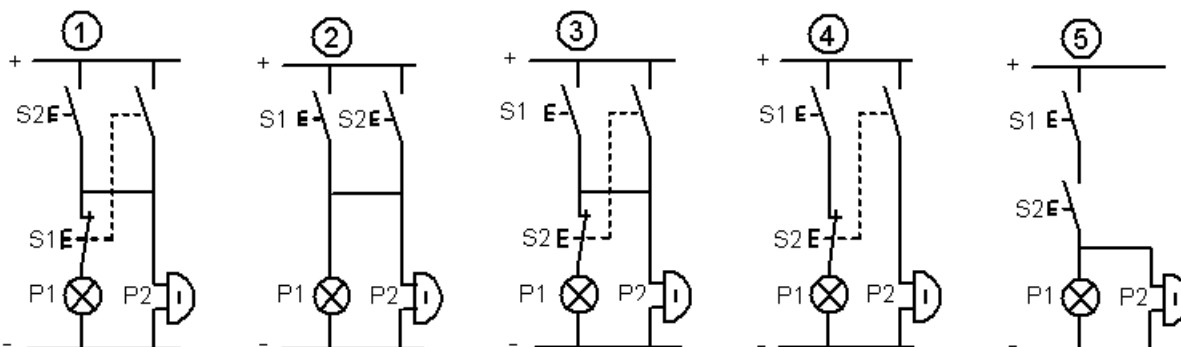 1 2 3 4 5
+ + + + +
S2 S1 S2 S1 S1 S1
S1 S2 S2 S2
P1 P2 P1 P2 P1 P2 P1 P2 P1 P2
- - - - -